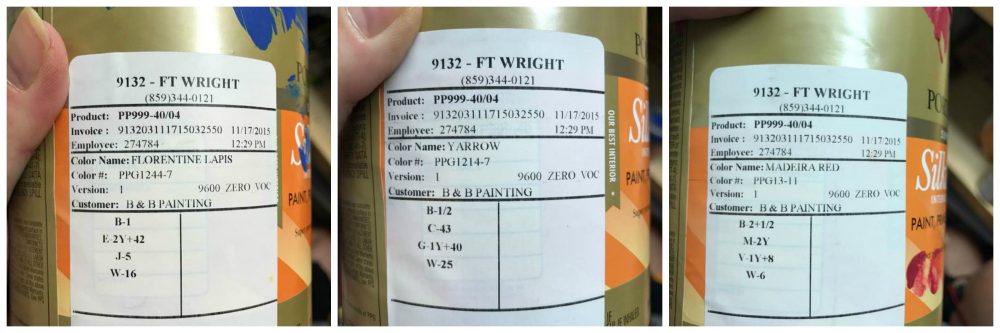 9132 - FT WRIGHT
(859)344-0121
Product: PP999-40/04
Invoice : 913203111715032550 11/17/2015
Employee: 274784 12:29 PM
Color Name: FLORENTINE LAPIS
Color #: PPG1244-7
Version: 1 9600 ZERO VOC
Customer: B & B PAINTING
B-1
E-2Y+42
J-5
W-16
9132 - FT WRIGHT
(859)344-0121
Product: PP999-40/04
Invoice : 913203111715032550 11/17/2015
Employee: 274784 12:29 PM
Color Name: YARROW
Color #: PPG1214-7
Version: 1 9600 ZERO VOC
Customer: B & B PAINTING
B-1/2
C-43
G-1Y+40
W-25
OUR BEST INTERIOR
PAINT
9132 - FT WRIGHT
(859)344-0121
Product: PP999-40/04
Invoice : 913203111715032550 11/17/2015
Employee: 274784 12:29 PM
Color Name: MADEIRA RED
Color #: PPG13-11
Version: 1 9600 ZERO VOC
Customer: B & B PAINTING
B-2+1/2
M-2Y
V-1Y+8
W-6
PAINT